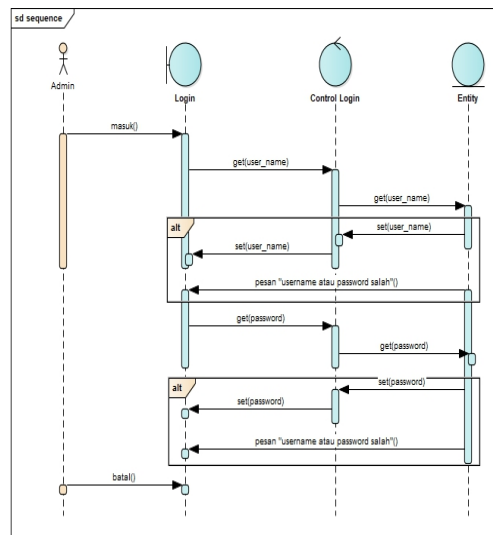 sd sequence
Admin
Login
Control Login
Entity
masuk()
get(user_name)
get(user_name)
alt
set(user_name)
set(user_name)
pesan "username atau password salah"()
get(password)
get(password)
alt
set(password)
set(password)
pesan "username atau password salah"()
batal()